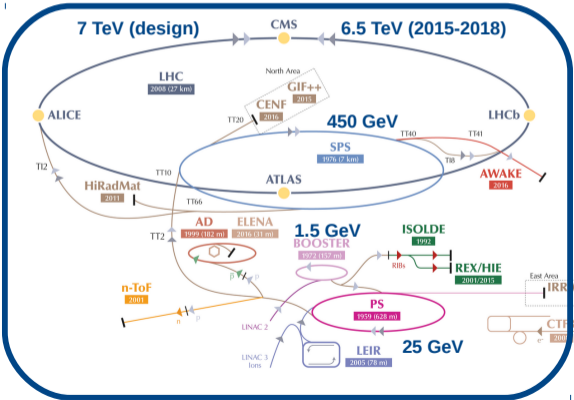 7 TeV (design)
CMS
6.5 TeV (2015-2018)
LHC
2008 (27 km)
North Area
GIF++
2015
CENF
2016
TT20
ALICE
LHCb
450 GeV
TT40
TT41
SPS
1976 (7 km)
TI2
TI8
TT10
ATLAS
AWAKE
2016
HiRadMat
2011
TT66
AD
1999 (182 m)
ELENA
2016 (31 m)
TT2
1.5 GeV
BOOSTER
1972 (157 m)
ISOLDE
1992
RIBs
REX/HIE
2001/2015
East Area
n-ToF
2001
n
p
p
PS
1959 (628 m)
LINAC 2
LINAC 3
Ions
LEIR
2005 (78 m)
25 GeV
e-